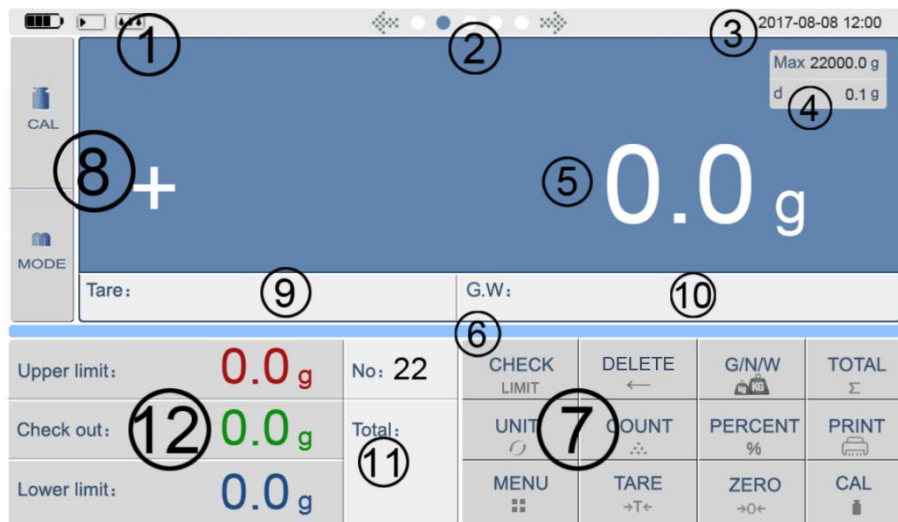 ① ② ③ 2017-08-08 12:00
Max 22000.0 g
d ④ 0.1 g
CAL
⑧ + ⑤ 0.0 g
MODE
Tare: ⑨ G.W: ⑩
⑥
Upper limit: 0.0 g No: 22
Check out: ⑫ 0.0 g
Total: ⑪
Lower limit: 0.0 g
CHECK DELETE G/N/W TOTAL
LIMIT ← kg KG Σ
UNIT ⑦ COUNT PERCENT PRINT
%
MENU TARE ZERO CAL
→T← →0←